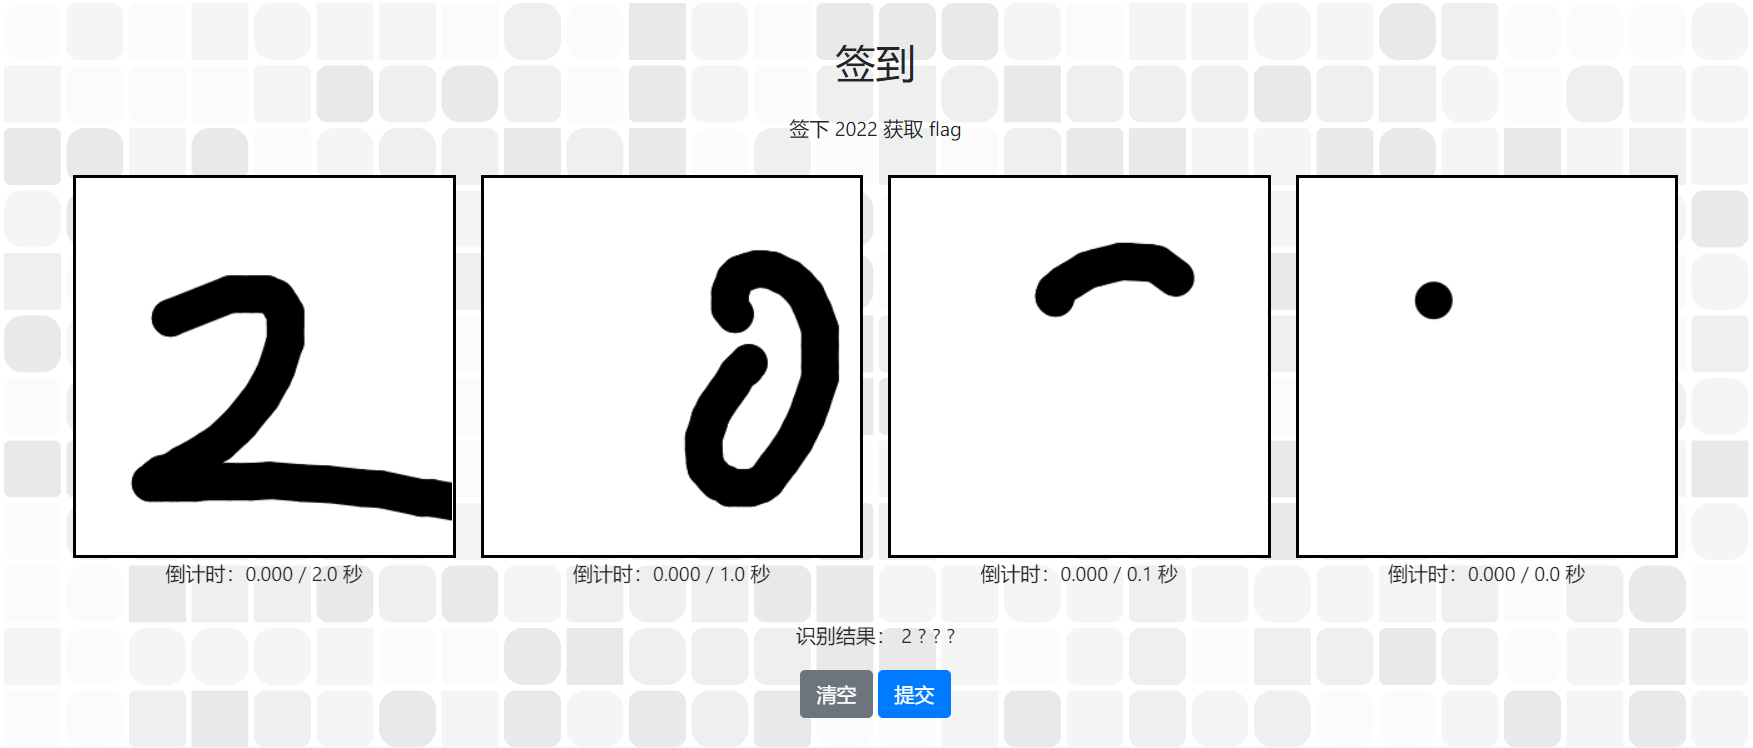 签到
签下 2022 获取 flag
2
倒计时：0.000 / 2.0 秒
倒计时：0.000 / 1.0 秒
倒计时：0.000 / 0.1 秒
倒计时：0.000 / 0.0 秒
识别结果： 2 ? ? ?
清空 提交